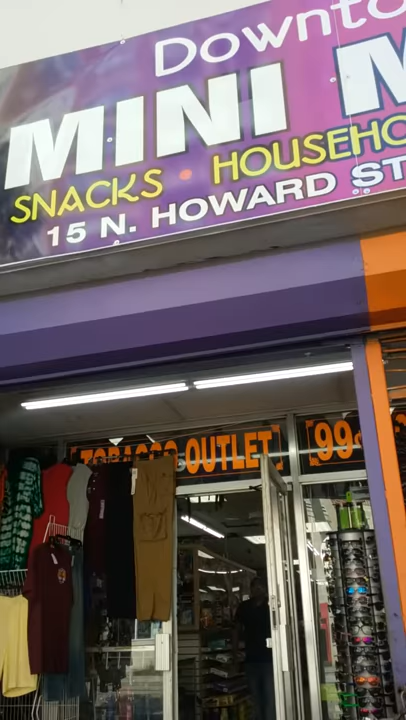 Downto
MINI M
SNACKS • HOUSEHO
15 N. HOWARD ST
TOBACCO OUTLET
99¢